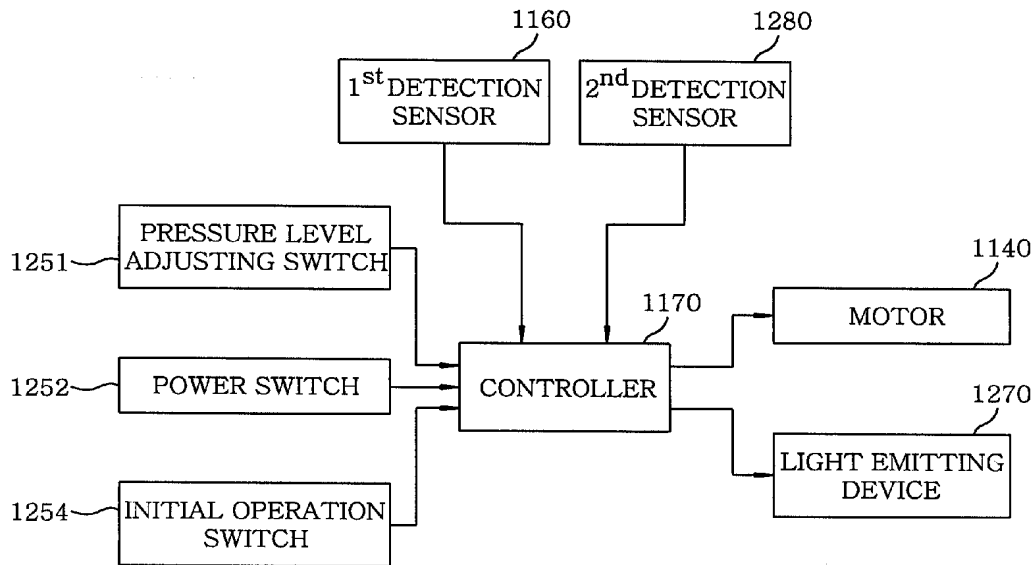 1160
1280
1st DETECTION
SENSOR
2nd DETECTION
SENSOR
PRESSURE LEVEL
ADJUSTING SWITCH
1251
1140
MOTOR
1170
CONTROLLER
POWER SWITCH
1252
1270
LIGHT EMITTING
DEVICE
INITIAL OPERATION
SWITCH
1254